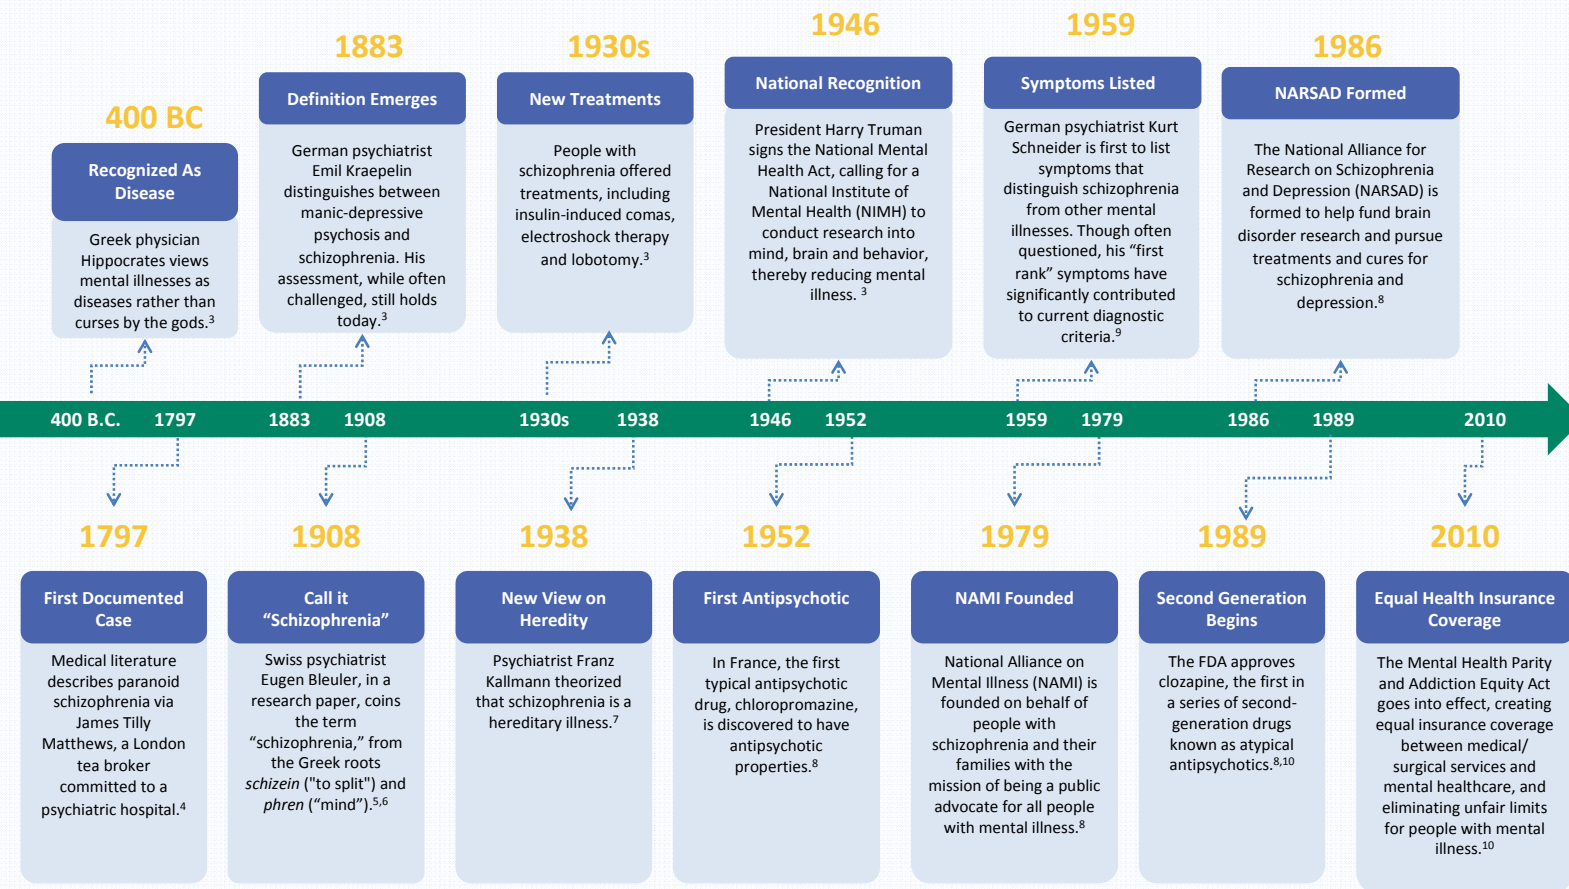 400 BC
Recognized As
Disease
Greek physician
Hippocrates views
mental illnesses as
diseases rather than
curses by the gods.3
1883
Definition Emerges
German psychiatrist
Emil Kraepelin
distinguishes between
manic-depressive
psychosis and
schizophrenia. His
assessment, while often
challenged, still holds
today.3
1930s
New Treatments
People with
schizophrenia offered
treatments, including
insulin-induced comas,
electroshock therapy
and lobotomy.3
1946
National Recognition
President Harry Truman
signs the National Mental
Health Act, calling for a
National Institute of
Mental Health (NIMH) to
conduct research into
mind, brain and behavior,
thereby reducing mental
illness. 3
1959
Symptoms Listed
German psychiatrist Kurt
Schneider is first to list
symptoms that
distinguish schizophrenia
from other mental
illnesses. Though often
questioned, his “first
rank” symptoms have
significantly contributed
to current diagnostic
criteria.9
1986
NARSAD Formed
The National Alliance for
Research on Schizophrenia
and Depression (NARSAD) is
formed to help fund brain
disorder research and pursue
treatments and cures for
schizophrenia and
depression.8
400 B.C. 1797 1883 1908 1930s 1938 1946 1952 1959 1979 1986 1989 2010
1797
First Documented
Case
Medical literature
describes paranoid
schizophrenia via
James Tilly
Matthews, a London
tea broker
committed to a
psychiatric hospital.4
1908
Call it
“Schizophrenia”
Swiss psychiatrist
Eugen Bleuler, in a
research paper, coins
the term
“schizophrenia,” from
the Greek roots
schizein ("to split") and
phren (“mind”).5,6
1938
New View on
Heredity
Psychiatrist Franz
Kallmann theorized
that schizophrenia is a
hereditary illness.7
1952
First Antipsychotic
In France, the first
typical antipsychotic
drug, chloropromazine,
is discovered to have
antipsychotic
properties.8
1979
NAMI Founded
National Alliance on
Mental Illness (NAMI) is
founded on behalf of
people with
schizophrenia and their
families with the
mission of being a public
advocate for all people
with mental illness.8
1989
Second Generation
Begins
The FDA approves
clozapine, the first in
a series of second-
generation drugs
known as atypical
antipsychotics.8,10
2010
Equal Health Insurance
Coverage
The Mental Health Parity
and Addiction Equity Act
goes into effect, creating
equal insurance coverage
between medical/
surgical services and
mental healthcare, and
eliminating unfair limits
for people with mental
illness.10